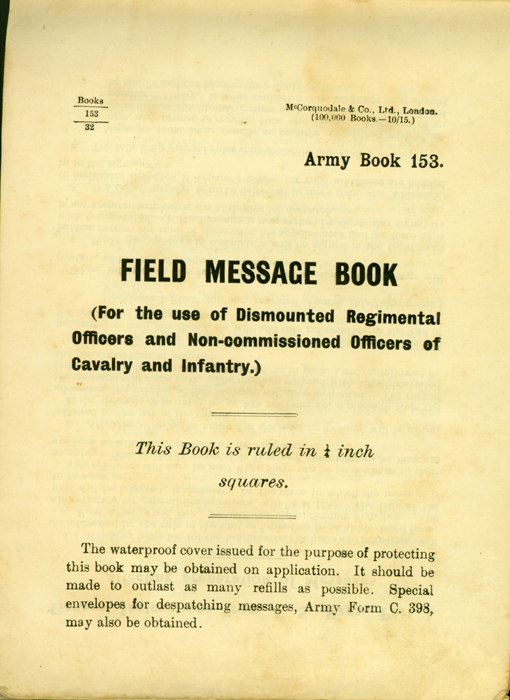 Books
153
32
McCorquodale & Co., Ltd., London.
(100,000 Books.—10/15.)
Army Book 153.
FIELD MESSAGE BOOK
(For the use of Dismounted Regimental
Officers and Non-commissioned Officers of
Cavalry and Infantry.)
This Book is ruled in ¼ inch
squares.
The waterproof cover issued for the purpose of protecting
this book may be obtained on application. It should be
made to outlast as many refills as possible. Special
envelopes for despatching messages, Army Form C. 398,
may also be obtained.